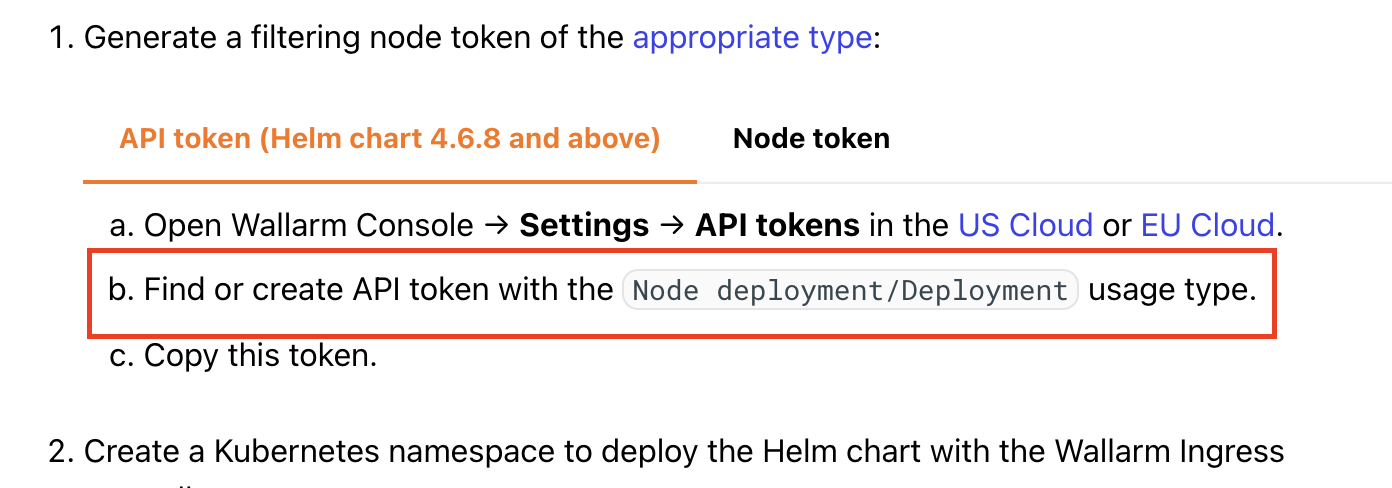 1. Generate a filtering node token of the appropriate type:
API token (Helm chart 4.6.8 and above) Node token
a. Open Wallarm Console → Settings → API tokens in the US Cloud or EU Cloud.
b. Find or create API token with the Node deployment/Deployment usage type.
c. Copy this token.
2. Create a Kubernetes namespace to deploy the Helm chart with the Wallarm Ingress